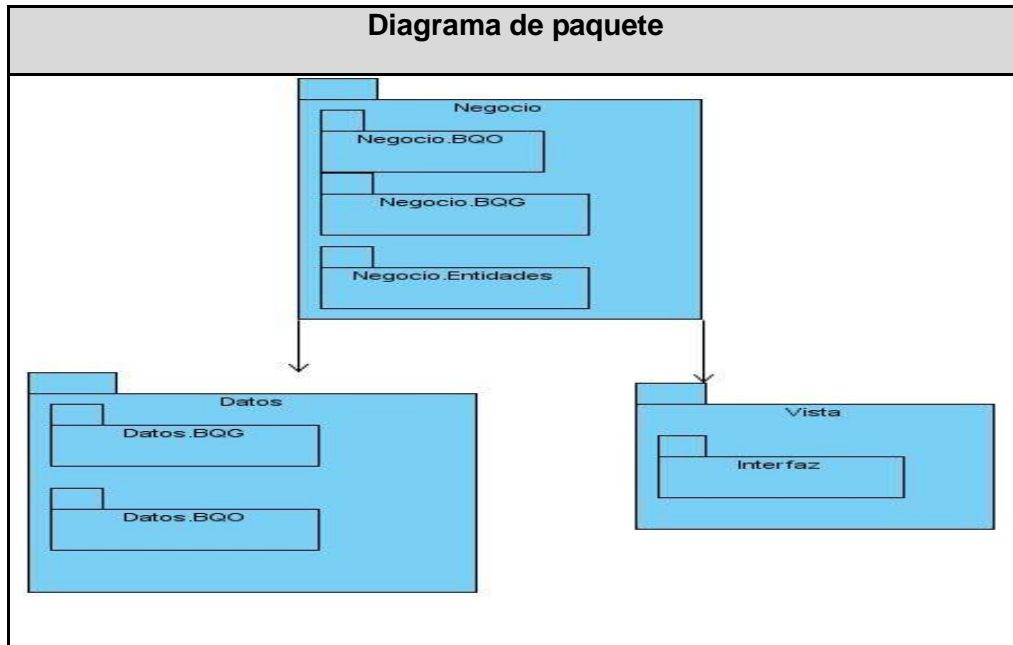 Diagrama de paquete
Negocio
Negocio.BQO
Negocio.BQG
Negocio.Entidades
Datos
Datos.BQG
Datos.BQO
Vista
Interfaz